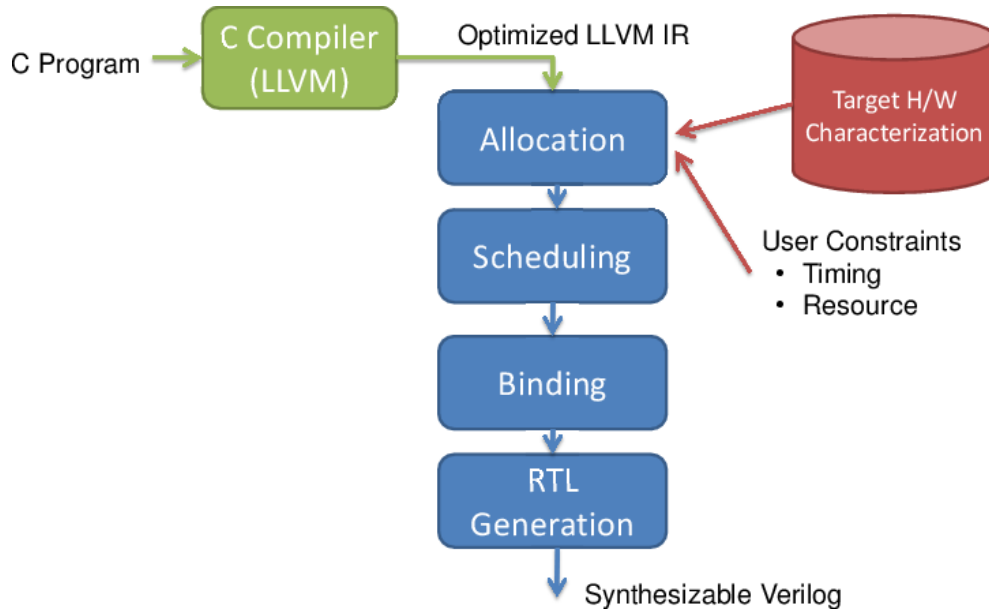 C Program
C Compiler
(LLVM)
Optimized LLVM IR
Target H/W
Characterization
Allocation
Scheduling
User Constraints
• Timing
• Resource
Binding
RTL
Generation
Synthesizable Verilog